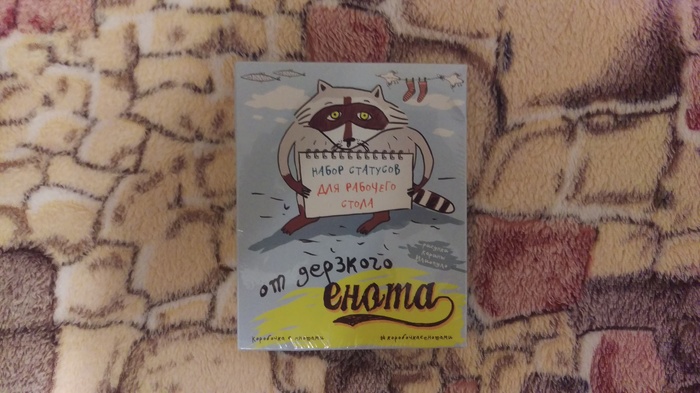 НАБОР СТАТУСОВ
ДЛЯ РАБОЧЕГО
СТОЛА
от дерзкого
енота